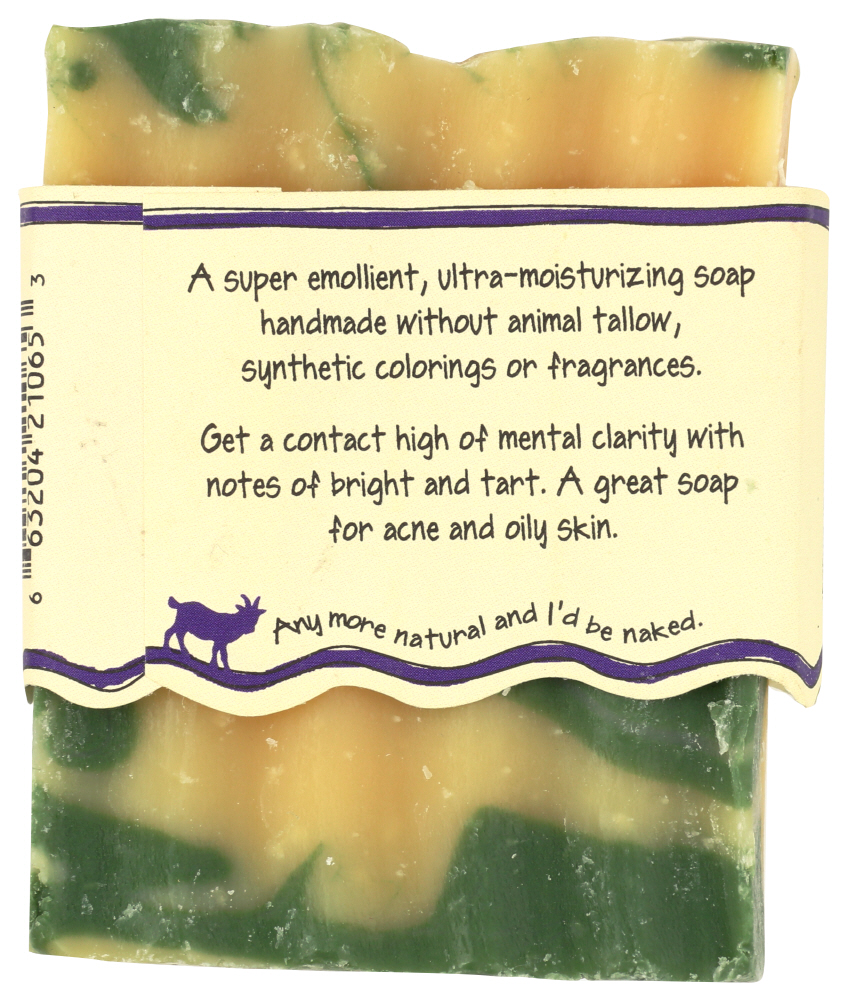 A super emollient, ultra-moisturizing soap
handmade without animal tallow,
synthetic colorings or fragrances.
Get a contact high of mental clarity with
notes of bright and tart. A great soap
for acne and oily skin.
Any more natural and I'd be naked.
6 63204 21065 3